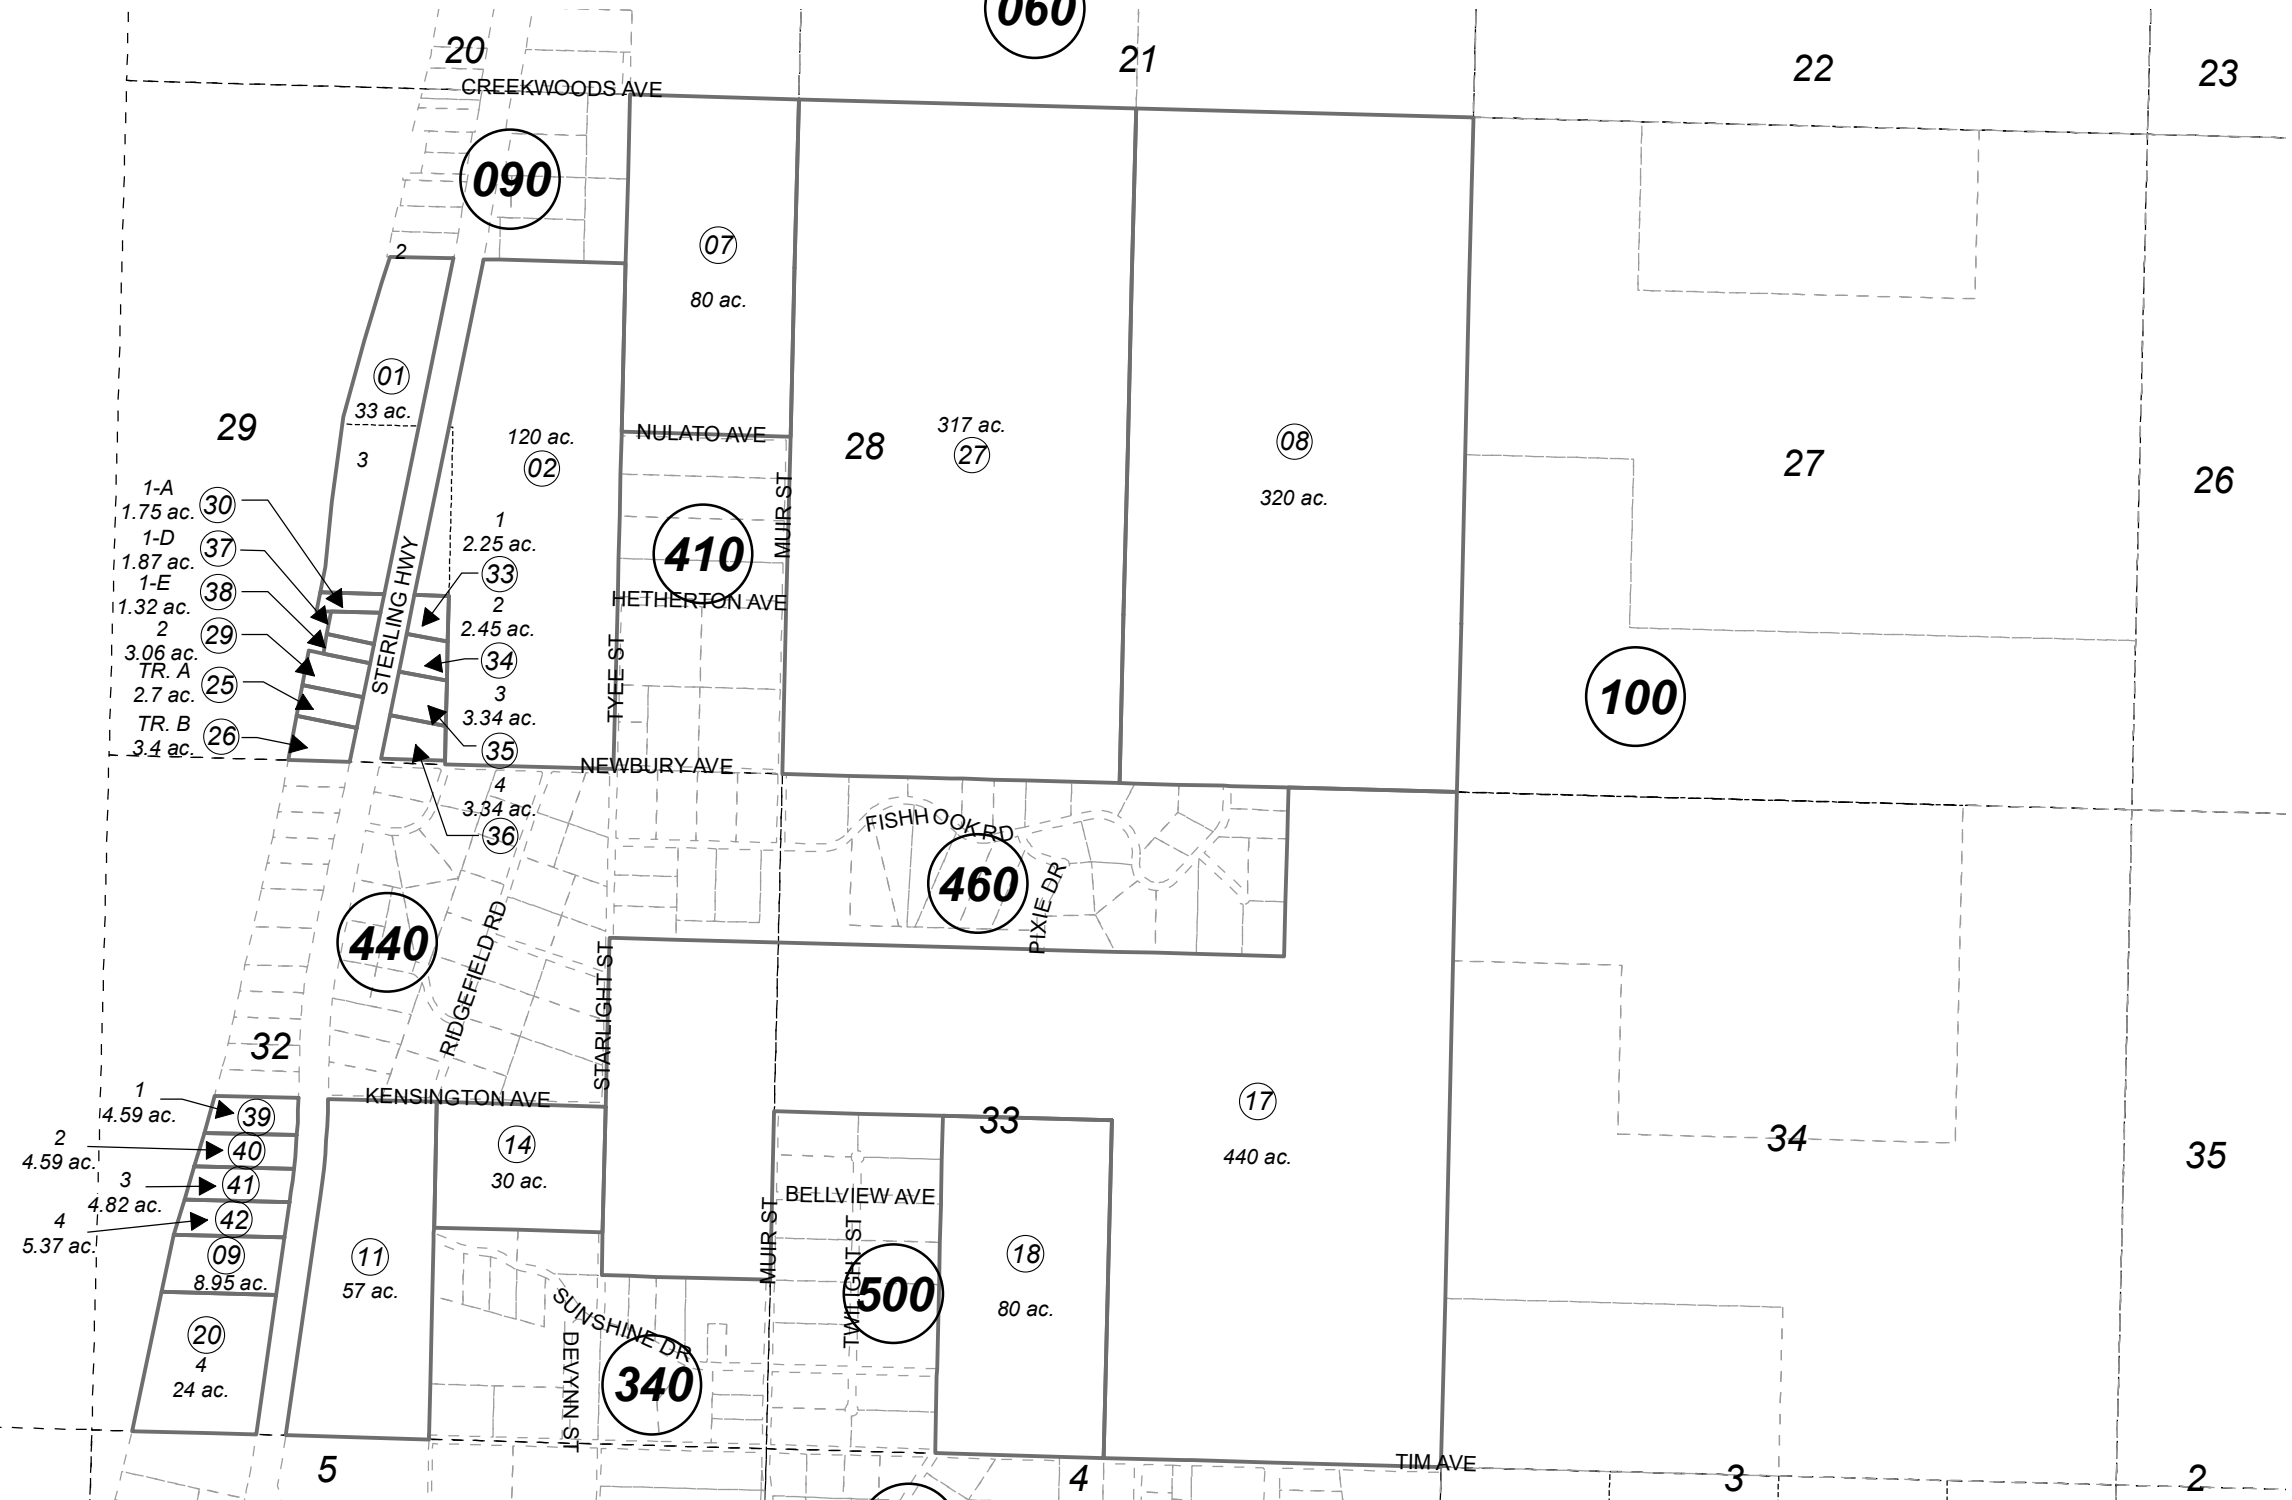 060
20
21
22
23
CREEKWOODS AVE
090
07
80 ac.
2
01
33 ac.
3
29
120 ac.
02
NULATO AVE
28
317 ac.
27
08
320 ac.
27
26
MUIR ST
410
HETHERTON AVE
TYEE ST
STERLING HWY
1-A
1.75 ac.
30
1-D
1.87 ac.
37
1-E
1.32 ac.
38
2
3.06 ac.
29
TR. A
2.7 ac.
25
TR. B
3.4 ac.
26
1
2.25 ac.
33
2
2.45 ac.
34
3
3.34 ac.
35
4
3.34 ac.
36
100
NEWBURY AVE
FISHHOOK RD
460
PIXIE DR
440
RIDGEFIELD RD
STARLIGHT ST
32
KENSINGTON AVE
1
4.59 ac.
39
2
4.59 ac.
40
3
4.82 ac.
41
4
5.37 ac.
42
09
8.95 ac.
20
4
24 ac.
11
57 ac.
14
30 ac.
33
17
440 ac.
34
35
BELLVIEW AVE
MUIR ST
TWILIGHT ST
500
18
80 ac.
SUNSHINE DR
340
DEVYNN ST
TIM AVE
5
4
3
2